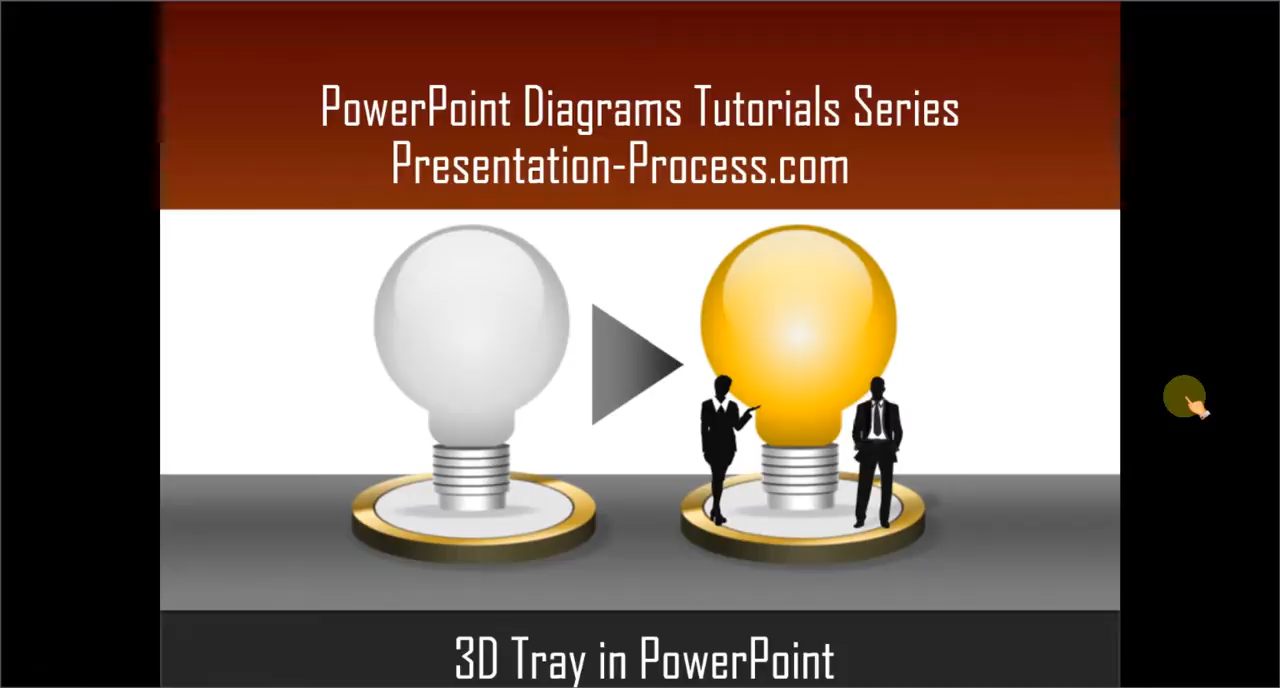 PowerPoint Diagrams Tutorials Series
Presentation-Process.com
3D Tray in PowerPoint